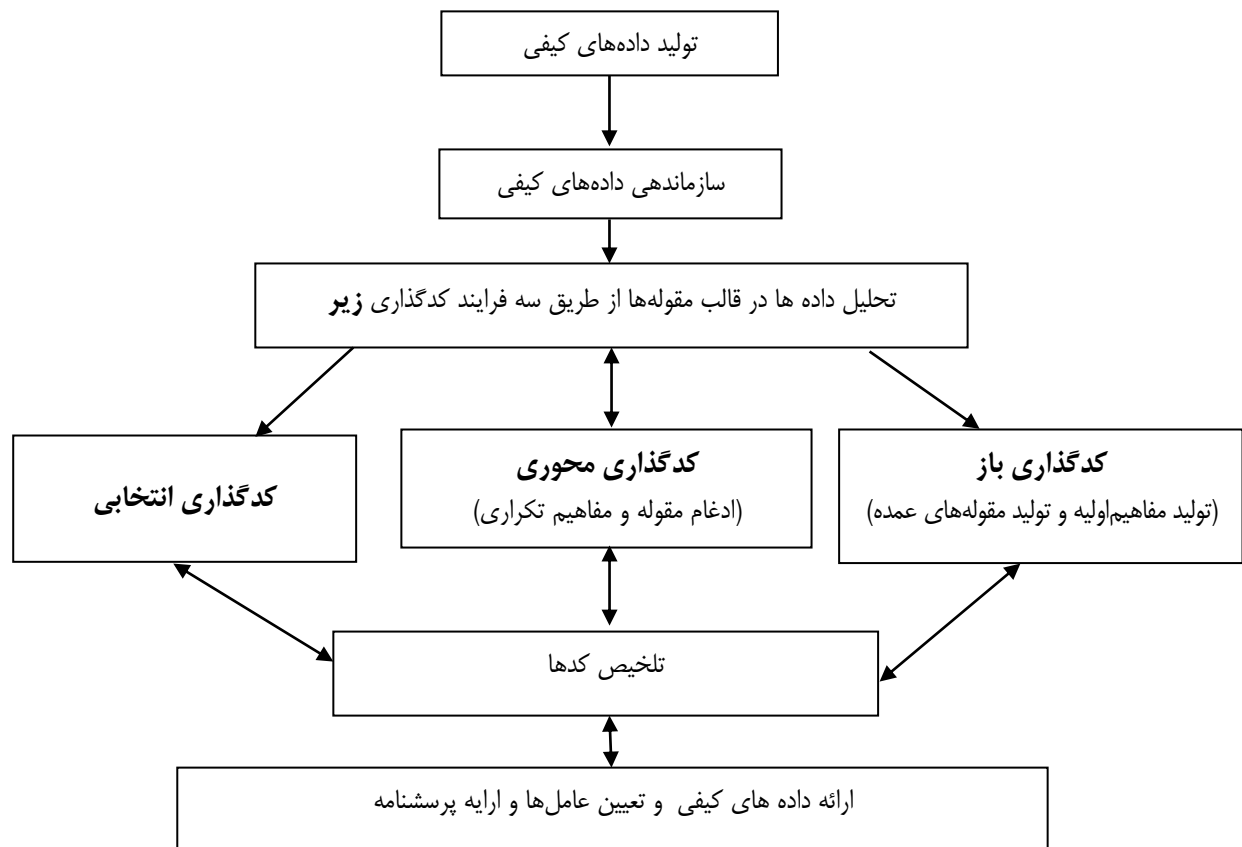 تولید داده‌های کیفی
سازماندهی داده‌های کیفی
تحلیل داده ها در قالب مقوله‌ها از طریق سه فرایند کدگذاری زیر
کدگذاری باز
(تولید مفاهیم‌اولیه و تولید مقوله‌های عمده)
کدگذاری محوری
(ادغام مقوله و مفاهیم تکراری)
کدگذاری انتخابی
تلخیص کدها
ارائه داده های کیفی و تعیین عامل‌ها و ارایه پرسشنامه